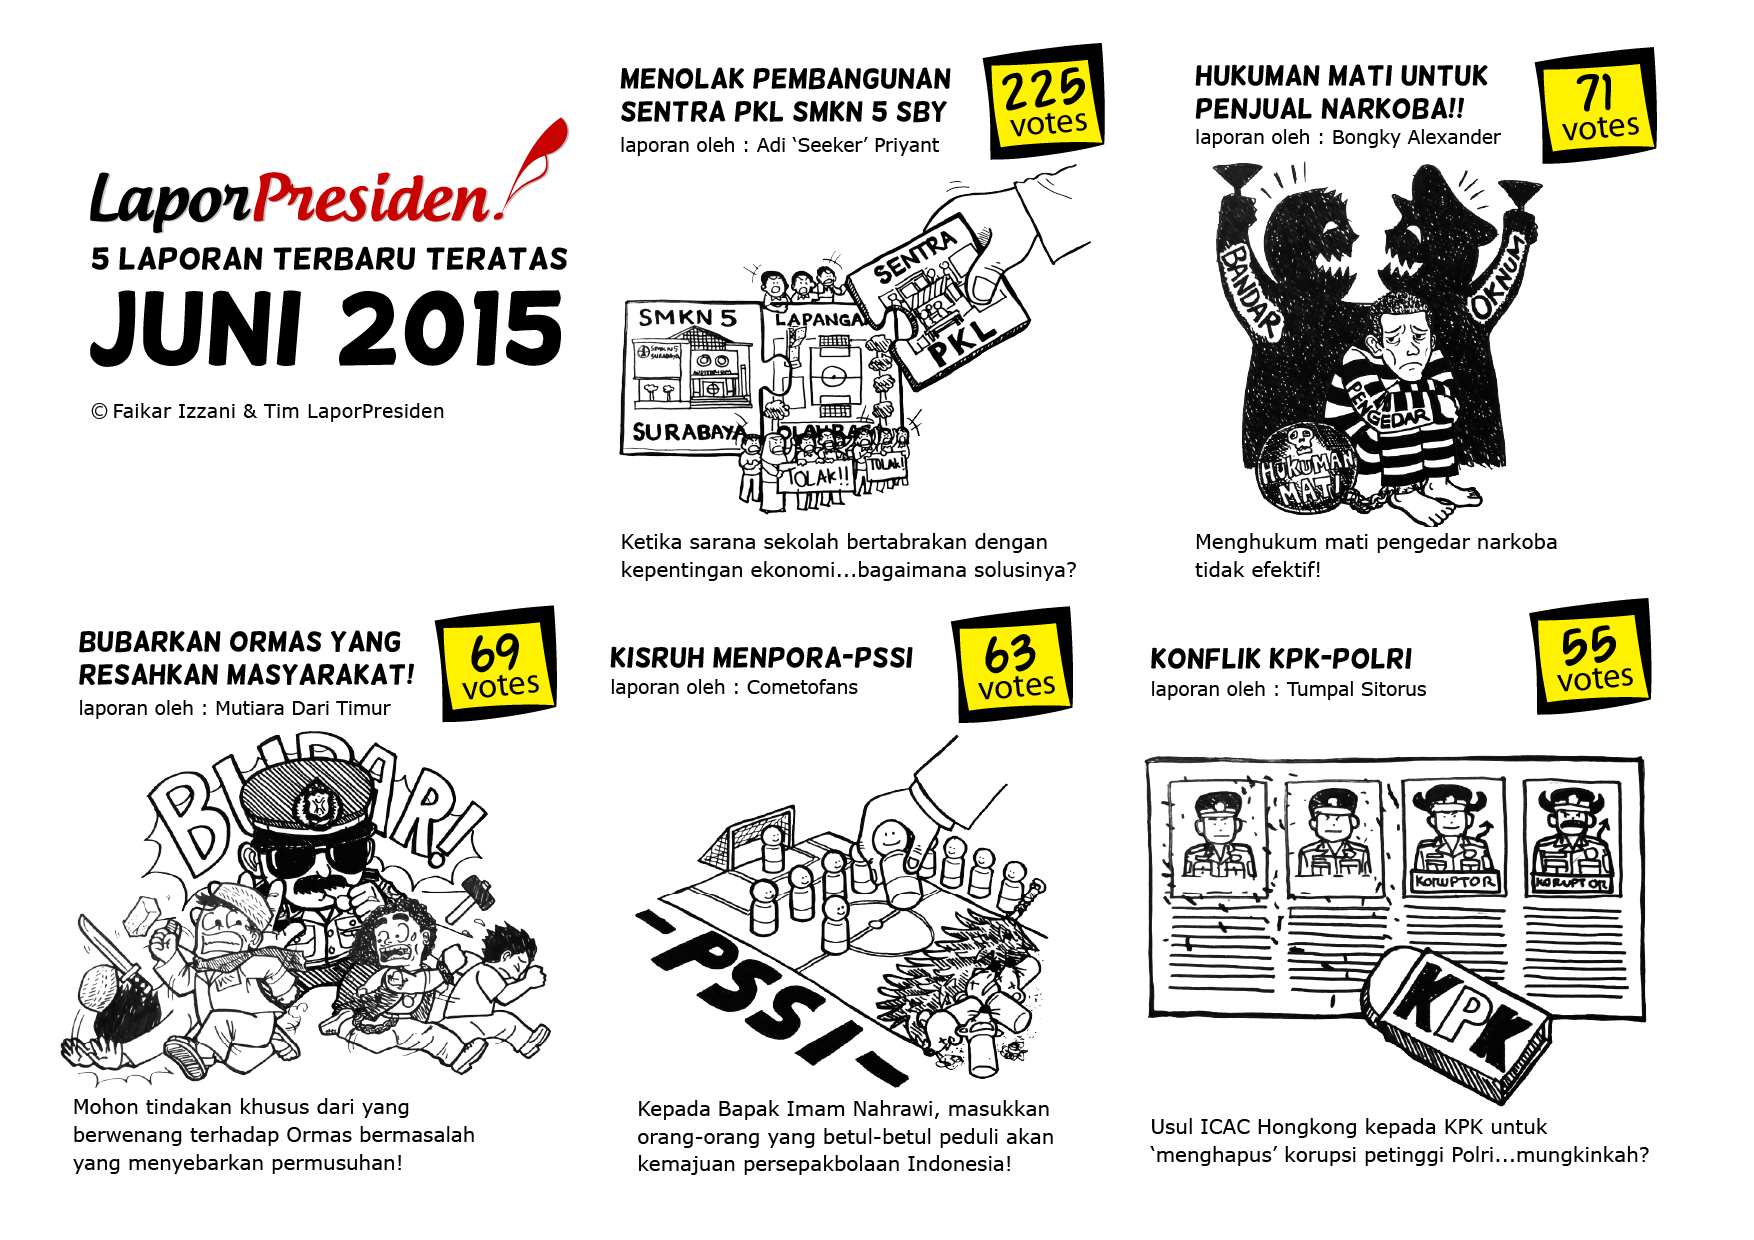 LaporPresiden!
5 LAPORAN TERBARU TERATAS
JUNI 2015
© Faikar Izzani & Tim LaporPresiden
MENOLAK PEMBANGUNAN
SENTRA PKL SMKN 5 SBY
laporan oleh : Adi ‘Seeker’ Priyant
225
votes
SENTRA
PKL
SMKN 5
LAPANGAN
SMKN 5
SURABAYA
AUDITORIUM
SURABAYA
OLAHRAGA
TOLAK!!
TOLAK!
Ketika sarana sekolah bertabrakan dengan
kepentingan ekonomi...bagaimana solusinya?
HUKUMAN MATI UNTUK
PENJUAL NARKOBA!!
laporan oleh : Bongky Alexander
71
votes
BANDAR
OKNUM
PENGEDAR
HUKUMAN
MATI
Menghukum mati pengedar narkoba
tidak efektif!
BUBARKAN ORMAS YANG
RESAHKAN MASYARAKAT!
laporan oleh : Mutiara Dari Timur
69
votes
BUBAR!
Mohon tindakan khusus dari yang
berwenang terhadap Ormas bermasalah
yang menyebarkan permusuhan!
KISRUH MENPORA-PSSI
laporan oleh : Cometofans
63
votes
-PSSI-
Kepada Bapak Imam Nahrawi, masukkan
orang-orang yang betul-betul peduli akan
kemajuan persepakbolaan Indonesia!
KONFLIK KPK-POLRI
laporan oleh : Tumpal Sitorus
55
votes
KORUPTOR
KORUPTOR
KPK
Usul ICAC Hongkong kepada KPK untuk
‘menghapus’ korupsi petinggi Polri...mungkinkah?